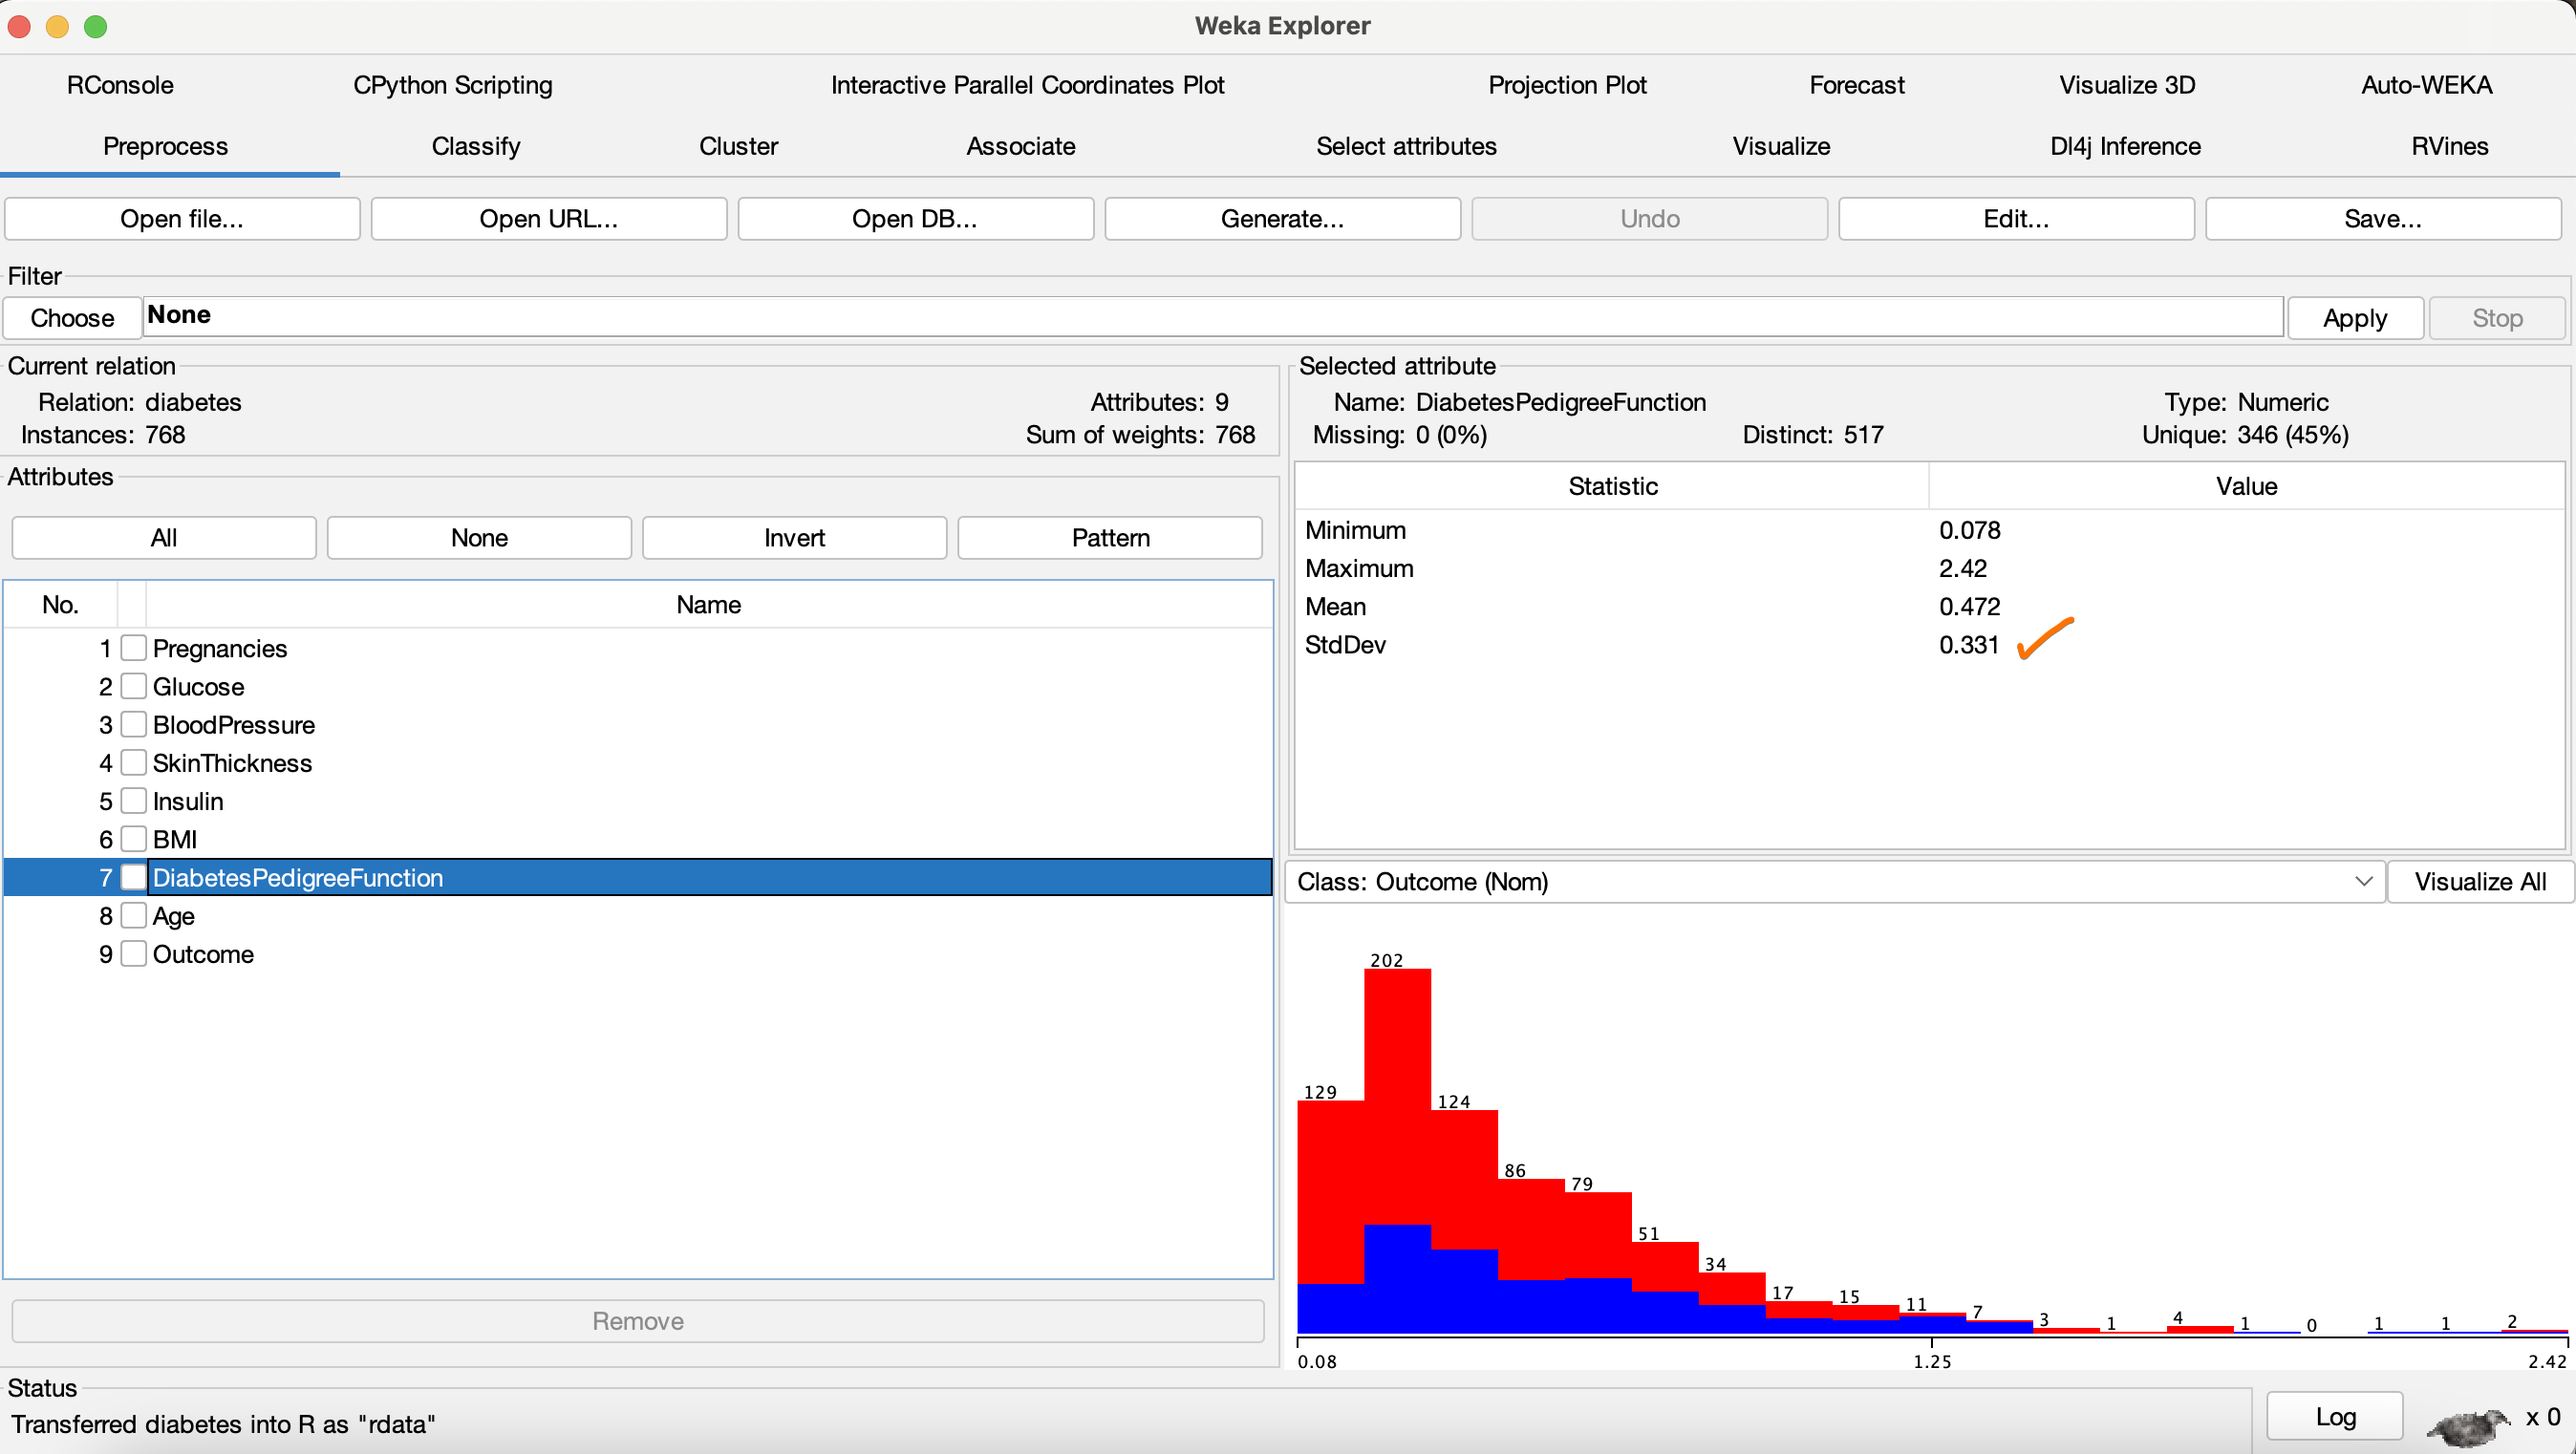 Weka Explorer
RConsole CPython Scripting Interactive Parallel Coordinates Plot Projection Plot Forecast Visualize 3D Auto-WEKA
Preprocess Classify Cluster Associate Select attributes Visualize Dl4j Inference RVines
Open file... Open URL... Open DB... Generate... Undo Edit... Save...
Filter
Choose None Apply Stop
Current relation
Relation: diabetes Attributes: 9
Instances: 768 Sum of weights: 768
Attributes
All None Invert Pattern
No. Name
1 Pregnancies
2 Glucose
3 BloodPressure
4 SkinThickness
5 Insulin
6 BMI
7 DiabetesPedigreeFunction
8 Age
9 Outcome
Remove
Selected attribute
Name: DiabetesPedigreeFunction Type: Numeric
Missing: 0 (0%) Distinct: 517 Unique: 346 (45%)
Statistic Value
Minimum 0.078
Maximum 2.42
Mean 0.472
StdDev 0.331
Class: Outcome (Nom) Visualize All
129 202 124 86 79 51 34 17 15 11 7 3 1 4 1 0 1 1 2
0.08 1.25 2.42
Status
Transferred diabetes into R as "rdata"
Log x 0